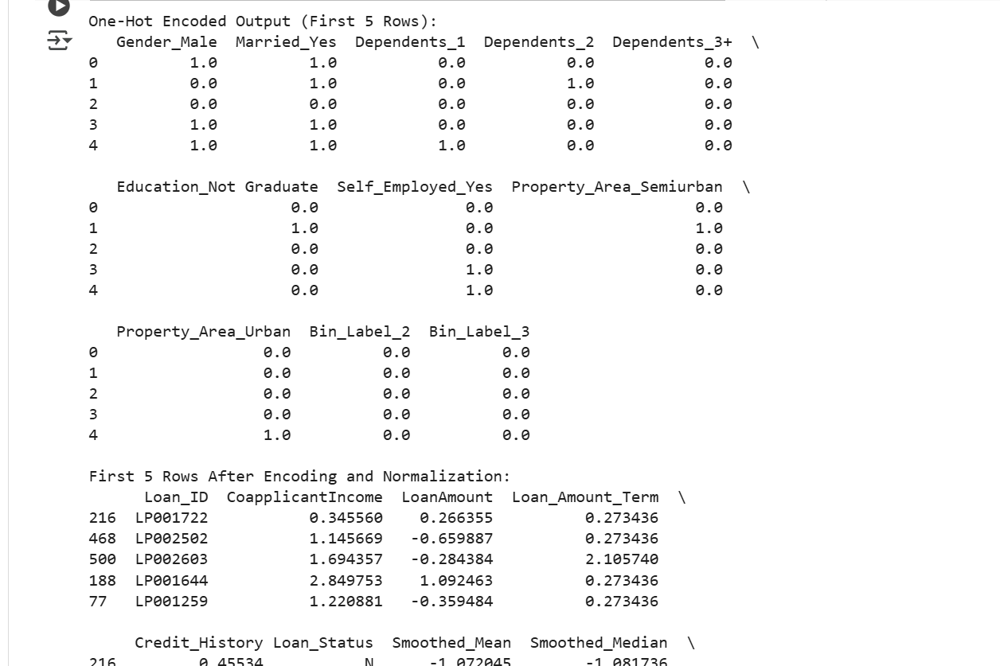 One-Hot Encoded Output (First 5 Rows):
   Gender_Male  Married_Yes  Dependents_1  Dependents_2  Dependents_3+  \
0          1.0          1.0           0.0           0.0            0.0
1          0.0          1.0           0.0           1.0            0.0
2          0.0          0.0           0.0           0.0            0.0
3          1.0          1.0           0.0           0.0            0.0
4          1.0          1.0           1.0           0.0            0.0
   Education_Not Graduate  Self_Employed_Yes  Property_Area_Semiurban  \
0                     0.0                0.0                      0.0
1                     1.0                0.0                      1.0
2                     0.0                0.0                      0.0
3                     0.0                1.0                      0.0
4                     0.0                1.0                      0.0
   Property_Area_Urban  Bin_Label_2  Bin_Label_3
0                  0.0          0.0          0.0
1                  0.0          0.0          0.0
2                  0.0          0.0          0.0
3                  0.0          0.0          0.0
4                  1.0          0.0          0.0
First 5 Rows After Encoding and Normalization:
      Loan_ID  CoapplicantIncome  LoanAmount  Loan_Amount_Term  \
216  LP001722           0.345560    0.266355          0.273436
468  LP002502           1.145669   -0.659887          0.273436
500  LP002603           1.694357   -0.284384          2.105740
188  LP001644           2.849753    1.092463          0.273436
77   LP001259           1.220881   -0.359484          0.273436
     Credit_History Loan_Status  Smoothed_Mean  Smoothed_Median  \
216         0.45534           N      -1.072045        -1.081736